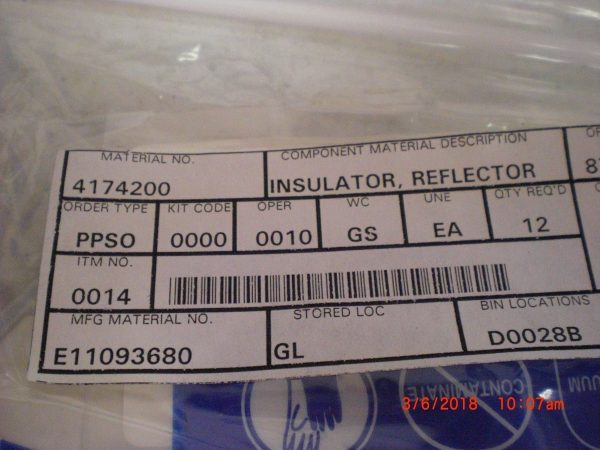 MATERIAL NO. COMPONENT MATERIAL DESCRIPTION
4174200 INSULATOR, REFLECTOR
ORDER TYPE KIT CODE OPER WC UNE QTY REQ'D
PPSO 0000 0010 GS EA 12
ITM NO.
0014
MFG MATERIAL NO. STORED LOC BIN LOCATIONS
E11093680 GL D0028B
CONTAMINATE
3/6/2018 10:07am